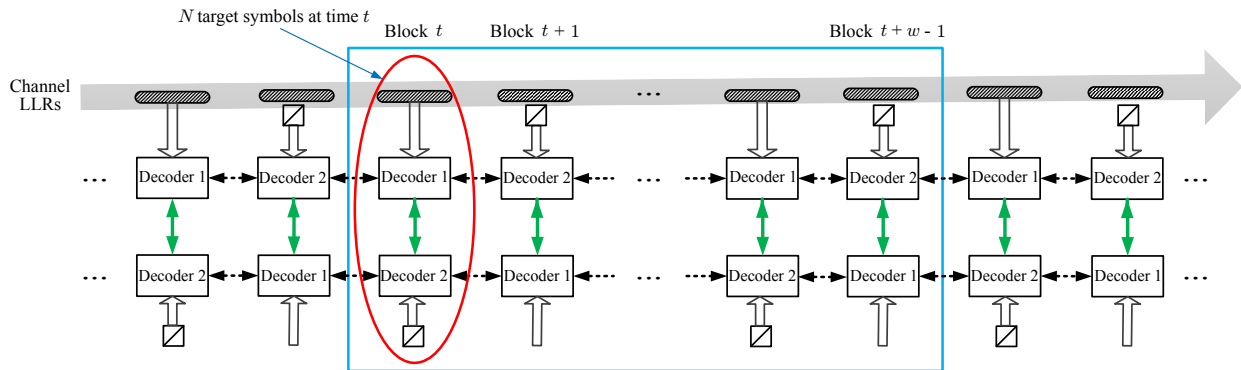 N target symbols at time t
Block t
Block t + 1
Block t + w - 1
Channel
LLRs
...
... Decoder 1 Decoder 2 Decoder 1 Decoder 2 ... Decoder 1 Decoder 2 Decoder 1 Decoder 2 ...
... Decoder 2 Decoder 1 Decoder 2 Decoder 1 ... Decoder 2 Decoder 1 Decoder 2 Decoder 1 ...